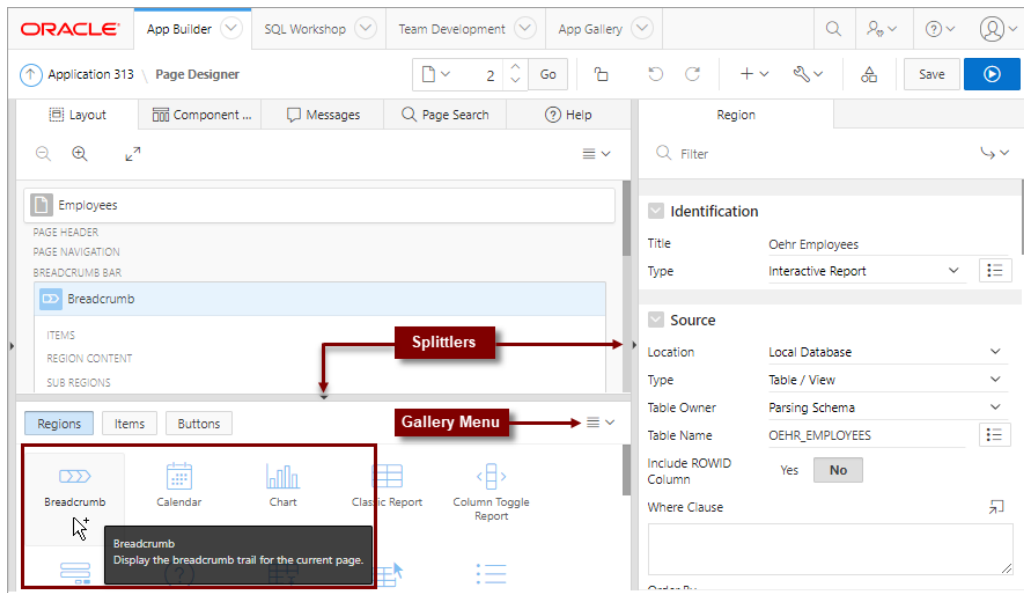 ORACLE
App Builder
SQL Workshop
Team Development
App Gallery
Application 313 \ Page Designer
2
Go
Save
Layout
Component ...
Messages
Page Search
Help
Region
Filter
Employees
PAGE HEADER
PAGE NAVIGATION
BREADCRUMB BAR
Breadcrumb
ITEMS
REGION CONTENT
SUB REGIONS
Splittlers
Regions
Items
Buttons
Gallery Menu
Breadcrumb
Calendar
Chart
Classic Report
Column Toggle
Report
Breadcrumb
Display the breadcrumb trail for the current page.
Identification
Title Oehr Employees
Type Interactive Report
Source
Location Local Database
Type Table / View
Table Owner Parsing Schema
Table Name OEHR_EMPLOYEES
Include ROWID
Column
Yes No
Where Clause
Order By